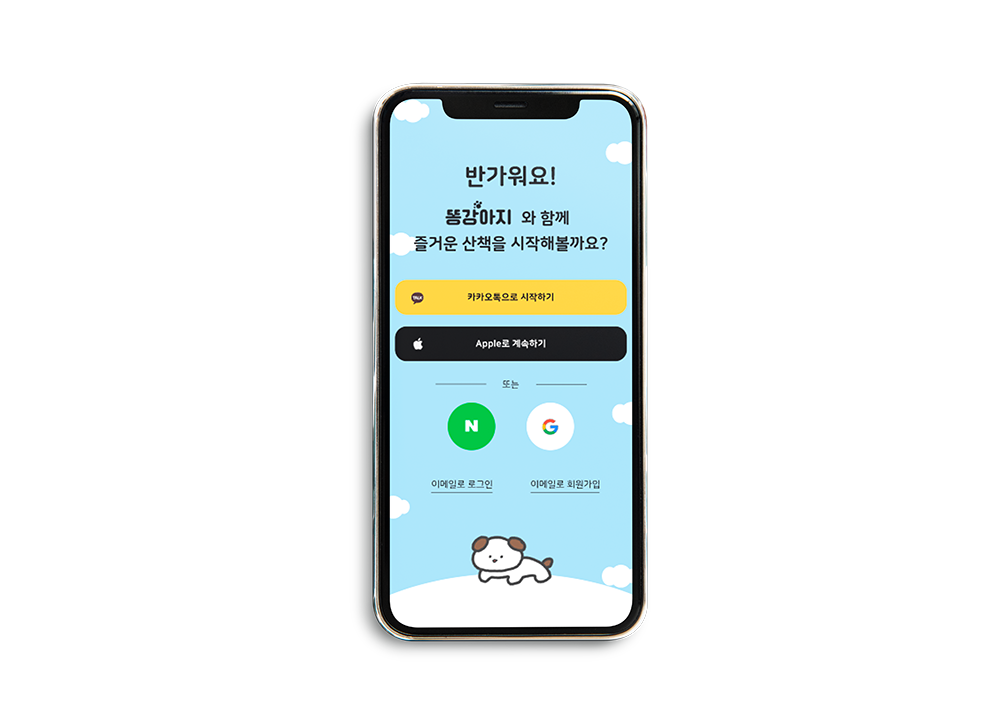 반가워요!
똥강아지 와 함께
즐거운 산책을 시작해볼까요?
TALK 카카오톡으로 시작하기
Apple로 계속하기
또는
N G
이메일로 로그인 이메일로 회원가입